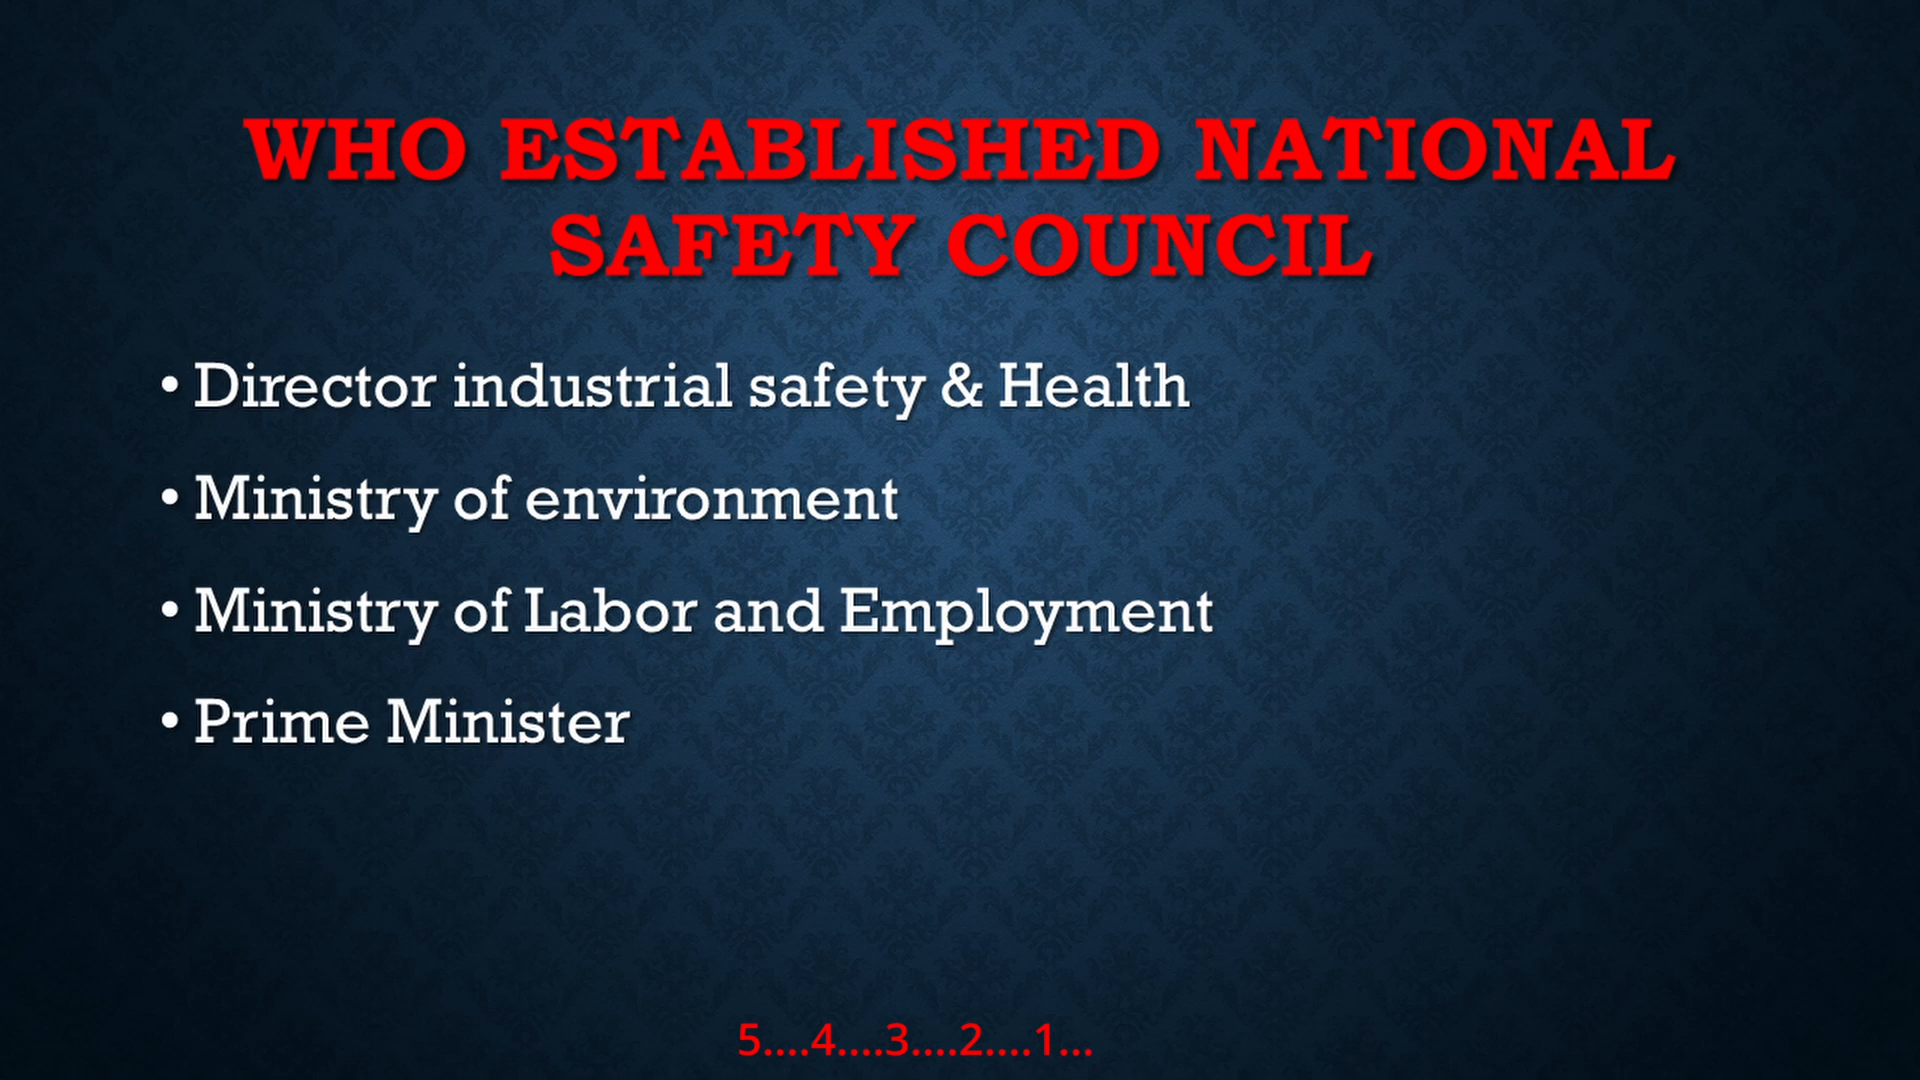 WHO ESTABLISHED NATIONAL
SAFETY COUNCIL
• Director industrial safety & Health
• Ministry of environment
• Ministry of Labor and Employment
• Prime Minister
5....4....3....2....1...